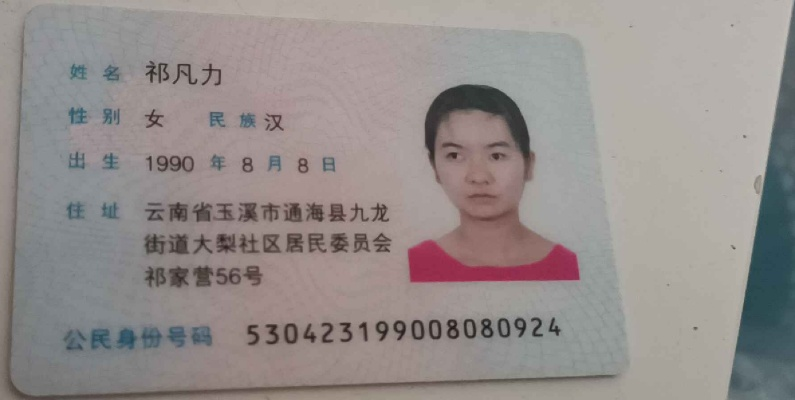 姓名 祁凡力
性别 女 民族 汉
出生 1990 年 8 月 8 日
住址 云南省玉溪市通海县九龙
街道大梨社区居民委员会
祁家营56号
公民身份号码 530423199008080924